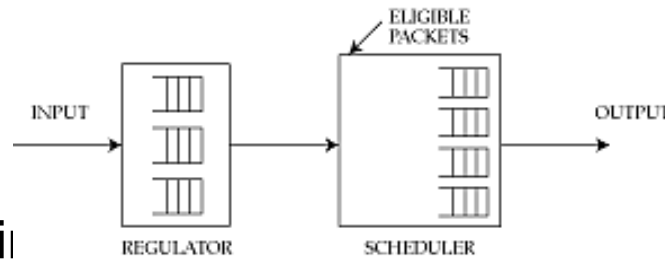 ELIGIBLE
PACKETS
INPUT
OUTPUT
REGULATOR
SCHEDULER